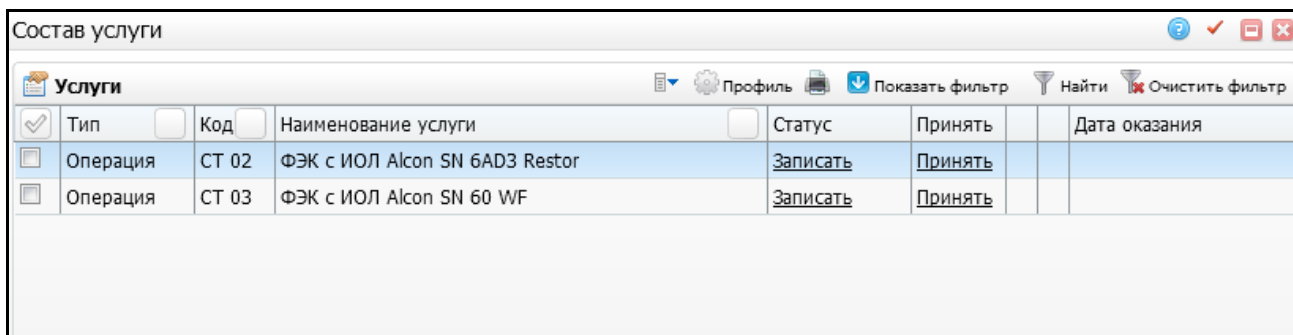 Состав услуги
Услуги Профиль Показать фильтр Найти Очистить фильтр
Тип Код Наименование услуги Статус Принять Дата оказания
Операция СТ 02 ФЭК с ИОЛ Alcon SN 6AD3 Restor Записать Принять
Операция СТ 03 ФЭК с ИОЛ Alcon SN 60 WF Записать Принять